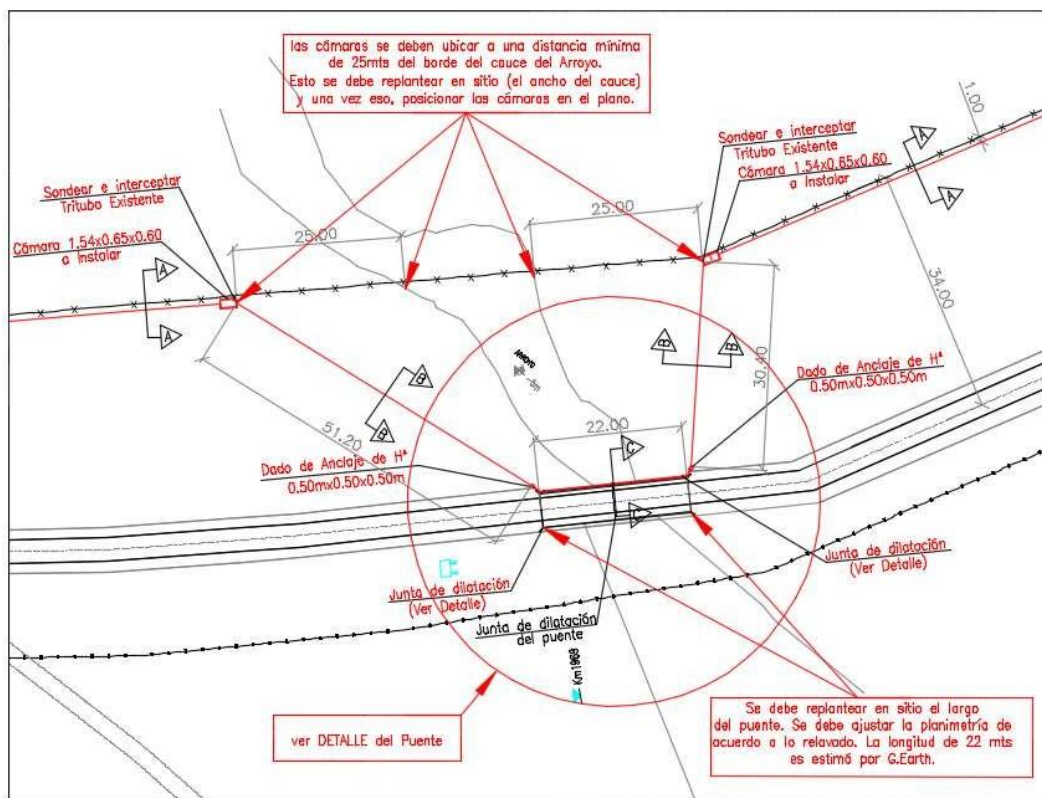 las cámaras se deben ubicar a una distancia mínima
de 25mts del borde del cauce del Arroyo.
Esto se debe replantear en sitio (el ancho del cauce)
y una vez eso, posicionar las cámaras en el plano.
1.00
Sondear e interceptar
Tritubo Existente
Cámara 1.54x0.65x0.60
a Instalar
A
A
Sondear e interceptar
Tritubo Existente
Cámara 1.54x0.65x0.60
a Instalar
25.00
25.00
A
A
34.00
B
B
B
B
ARROYO
30.40
51.20
22.00
C
C
Dado de Anclaje de Hª
0.50mx0.50x0.50m
Dado de Anclaje de Hª
0.50mx0.50x0.50m
Junta de dilatación
(Ver Detalle)
Junta de dilatación
(Ver Detalle)
Junta de dilatación
del puente
Km1969
ver DETALLE del Puente
Se debe replantear en sitio el largo
del puente. Se debe ajustar la planimetría de
acuerdo a lo relavado. La longitud de 22 mts
es estimó por G.Earth.